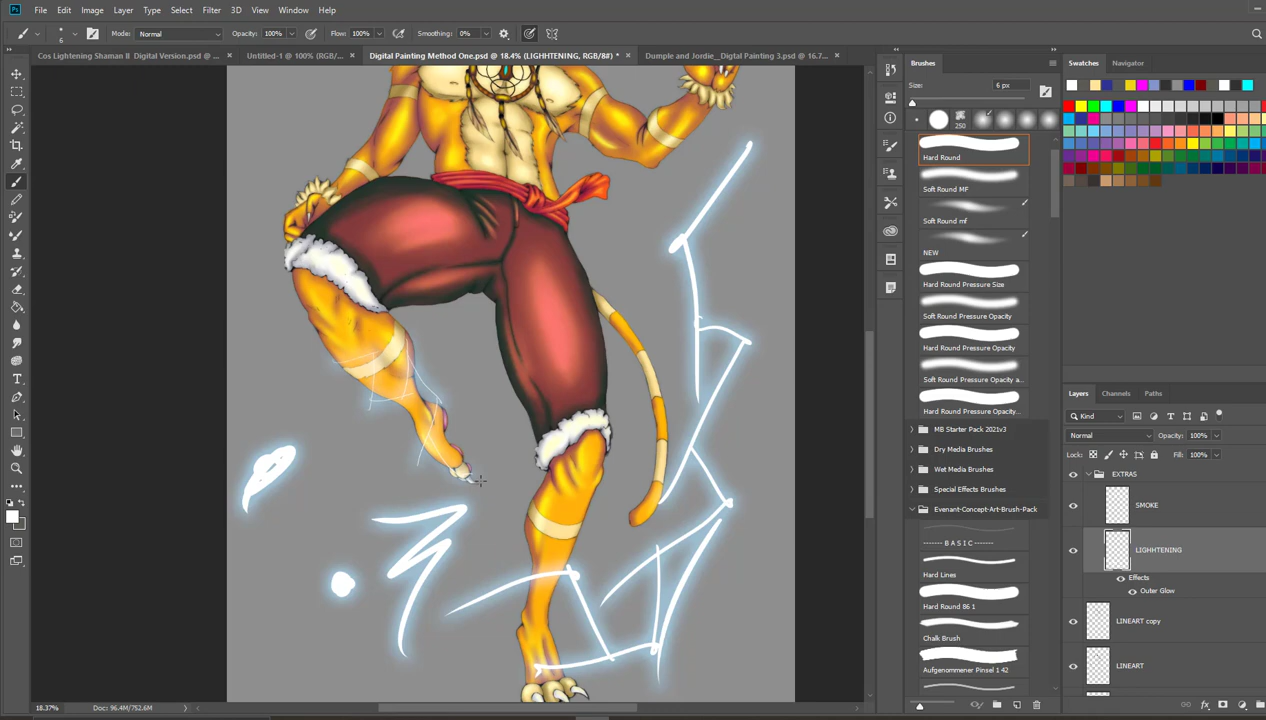 Ps File Edit Image Layer Type Select Filter 3D View Window Help
6 Mode: Normal Opacity: 100% Flow: 100% Smoothing: 0%
Cos Lightening Shaman II Digital Version.psd @ ... × Untitled-1 @ 100% (RGB/... × Digital Painting Method One.psd @ 18.4% (LIGHHTENING, RGB/8#) * × Dumple and Jordie_Digtal Painting 3.psd @ 16.7... ×
Brushes
Size: 6 px
250
Hard Round
Soft Round MF
Soft Round mf
NEW
Hard Round Pressure Size
Soft Round Pressure Opacity
Hard Round Pressure Opacity
Soft Round Pressure Opacity a...
Hard Round Pressure Opacity...
MB Starter Pack 2021v3
Dry Media Brushes
Wet Media Brushes
Special Effects Brushes
Evenant-Concept-Art-Brush-Pack
------- B A S I C -------
Hard Lines
Hard Round 86 1
Chalk Brush
Aufgenommener Pinsel 1 42
Swatches Navigator
Layers Channels Paths
Kind
Normal Opacity: 100%
Lock: Fill: 100%
EXTRAS
SMOKE
LIGHHTENING
Effects
Outer Glow
LINEART copy
LINEART
fx
18.37% Doc: 96.4M/752.6M